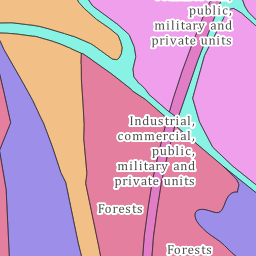 public,
military and
private units
Industrial,
commercial,
public,
military and
private units
Forests
Forests